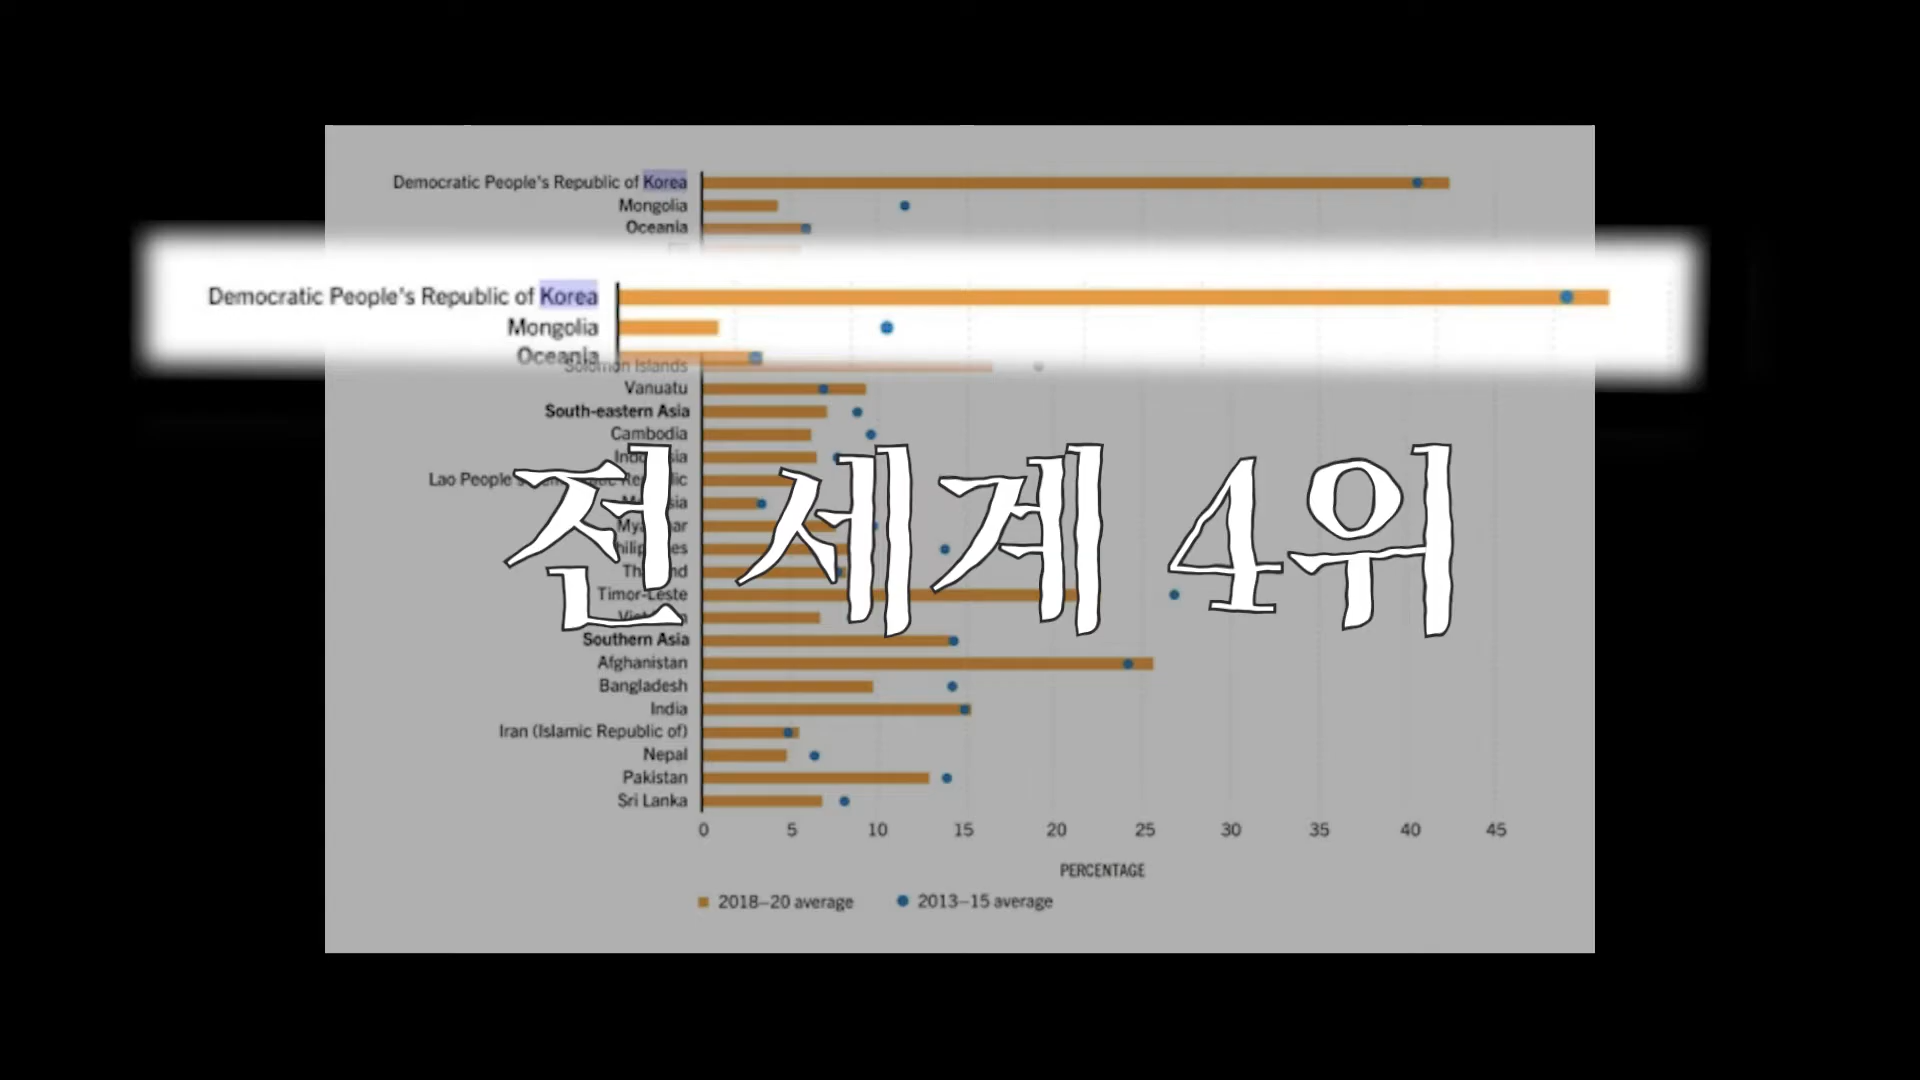 Democratic People's Republic of Korea
Mongolia
Oceania
Democratic People's Republic of Korea
Mongolia
Oceania
Solomon Islands
Vanuatu
South-eastern Asia
Cambodia
Lao People's
전 세계 4위
Timor-Leste
Southern Asia
Afghanistan
Bangladesh
India
Iran (Islamic Republic of)
Nepal
Pakistan
Sri Lanka
0 5 10 15 20 25 30 35 40 45
PERCENTAGE
2018–20 average 2013–15 average